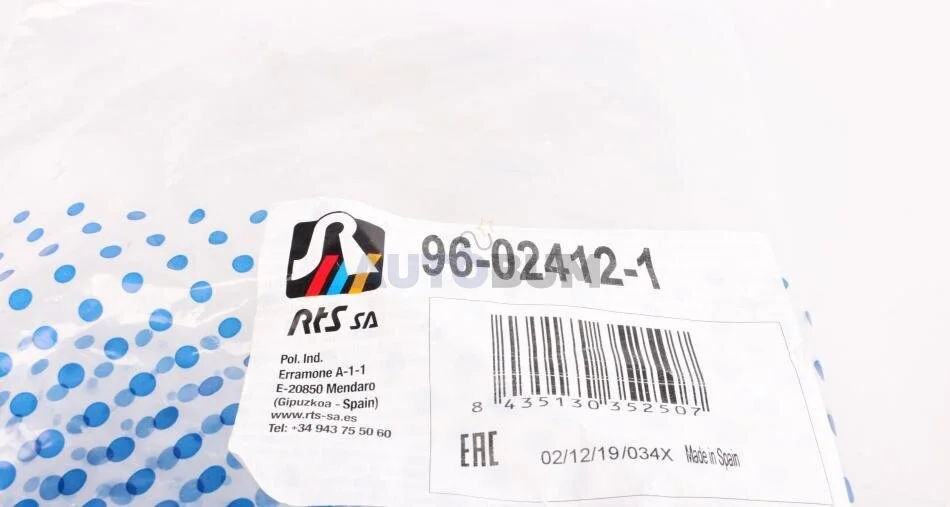 96-02412-1
AUTODUM
RtS SA
Pol. Ind.
Erramone A-1-1
E-20850 Mendaro
(Gipuzkoa - Spain)
www.rts-sa.es
Tel: +34 943 75 50 60
8 435130 352507
EAC
02/12/19/034X Made in Spain